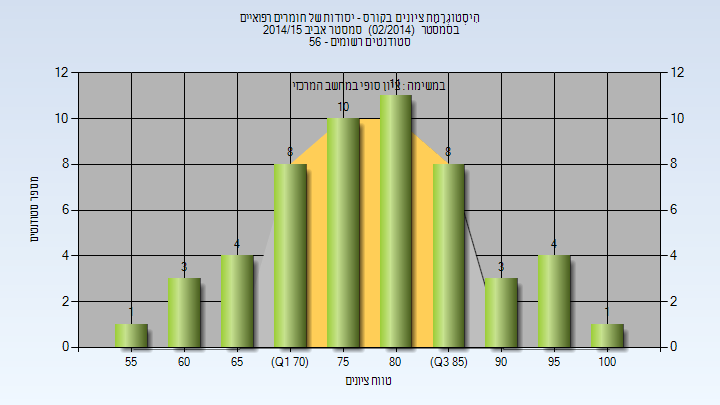 היסטוגרמת ציונים בקורס - יסודות של חומרים רפואיים
בסמסטר (02/2014) סמסטר אביב 2014/15
סטודנטים רשומים - 56
במשימה : ציון סופי במחשב המרכזי
12 12
10 10
8 8
6 6
4 4
2 2
0 0
1 3 4 8 10 11 8 3 4 1
מספר סטודנטים
55 60 65 (Q1 70) 75 80 (Q3 85) 90 95 100
טווח ציונים